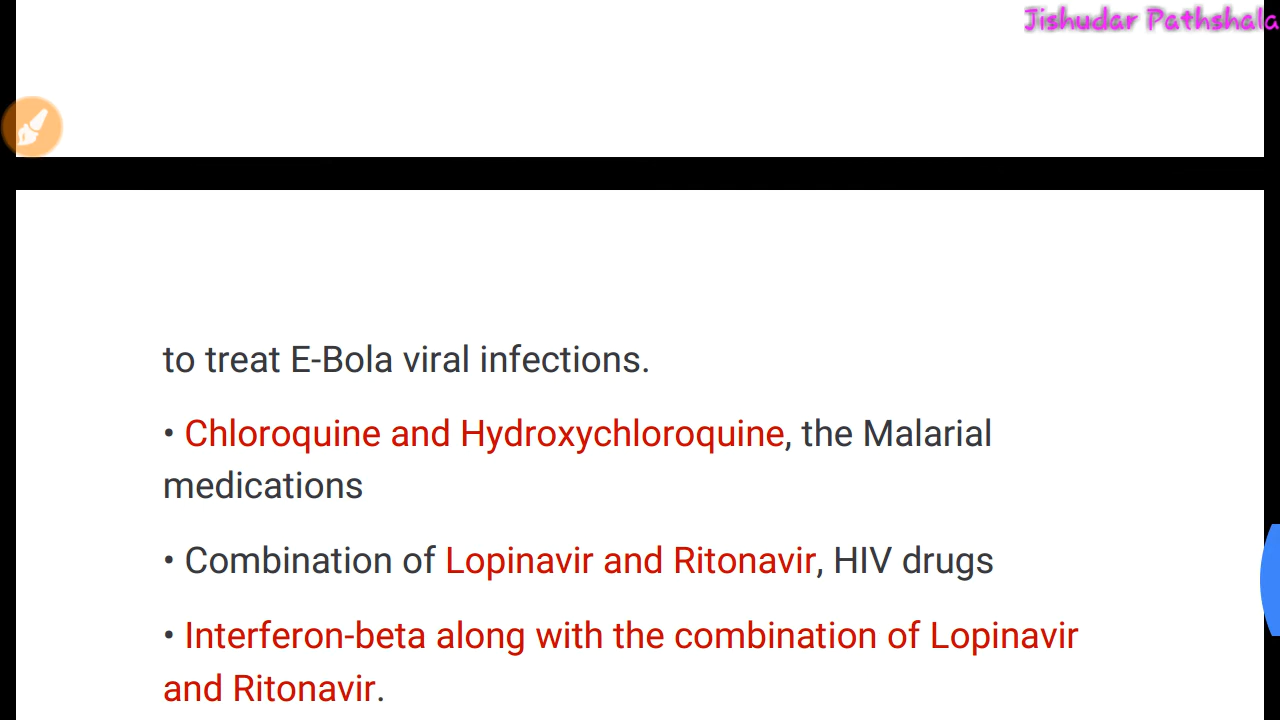 Jishudar Pathshala
to treat E-Bola viral infections.
• Chloroquine and Hydroxychloroquine, the Malarial
medications
• Combination of Lopinavir and Ritonavir, HIV drugs
• Interferon-beta along with the combination of Lopinavir
and Ritonavir.